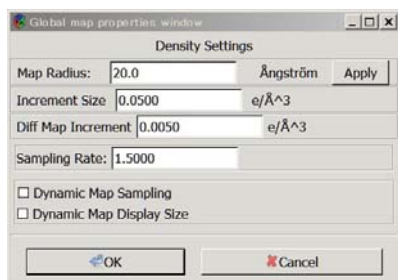 Global map properties window
Density Settings
Map Radius: 20.0 Ångström Apply
Increment Size 0.0500 e/Å^3
Diff Map Increment 0.0050 e/Å^3
Sampling Rate: 1.5000
Dynamic Map Sampling
Dynamic Map Display Size
OK Cancel